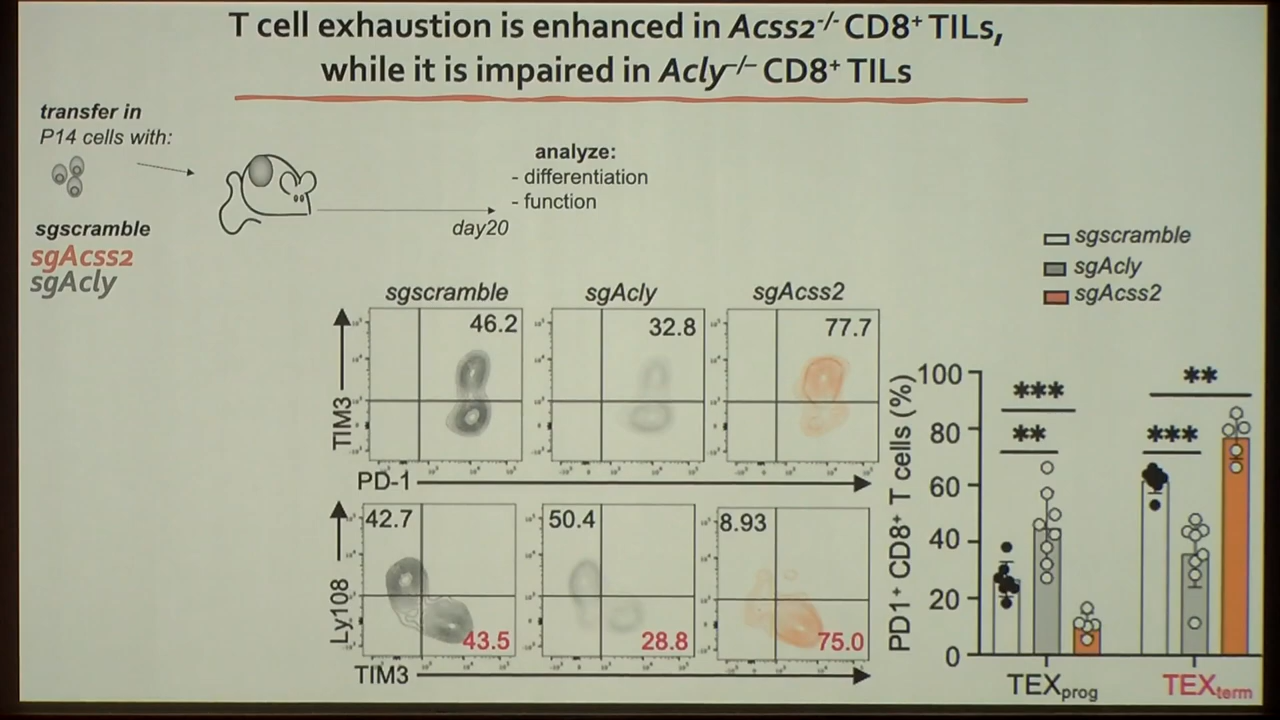 T cell exhaustion is enhanced in Acss2-/- CD8+ TILs,
while it is impaired in Acly-/- CD8+ TILs
transfer in
P14 cells with:
sgscramble
sgAcss2
sgAcly
day20
analyze:
- differentiation
- function
sgscramble
sgAcly
sgAcss2
sgscramble
sgAcly
sgAcss2
46.2
32.8
77.7
TIM3
PD-1
42.7
50.4
8.93
43.5
28.8
75.0
Ly108
TIM3
PD1+ CD8+ T cells (%)
100
80
60
40
20
0
***
**
**
***
TEXprog
TEXterm